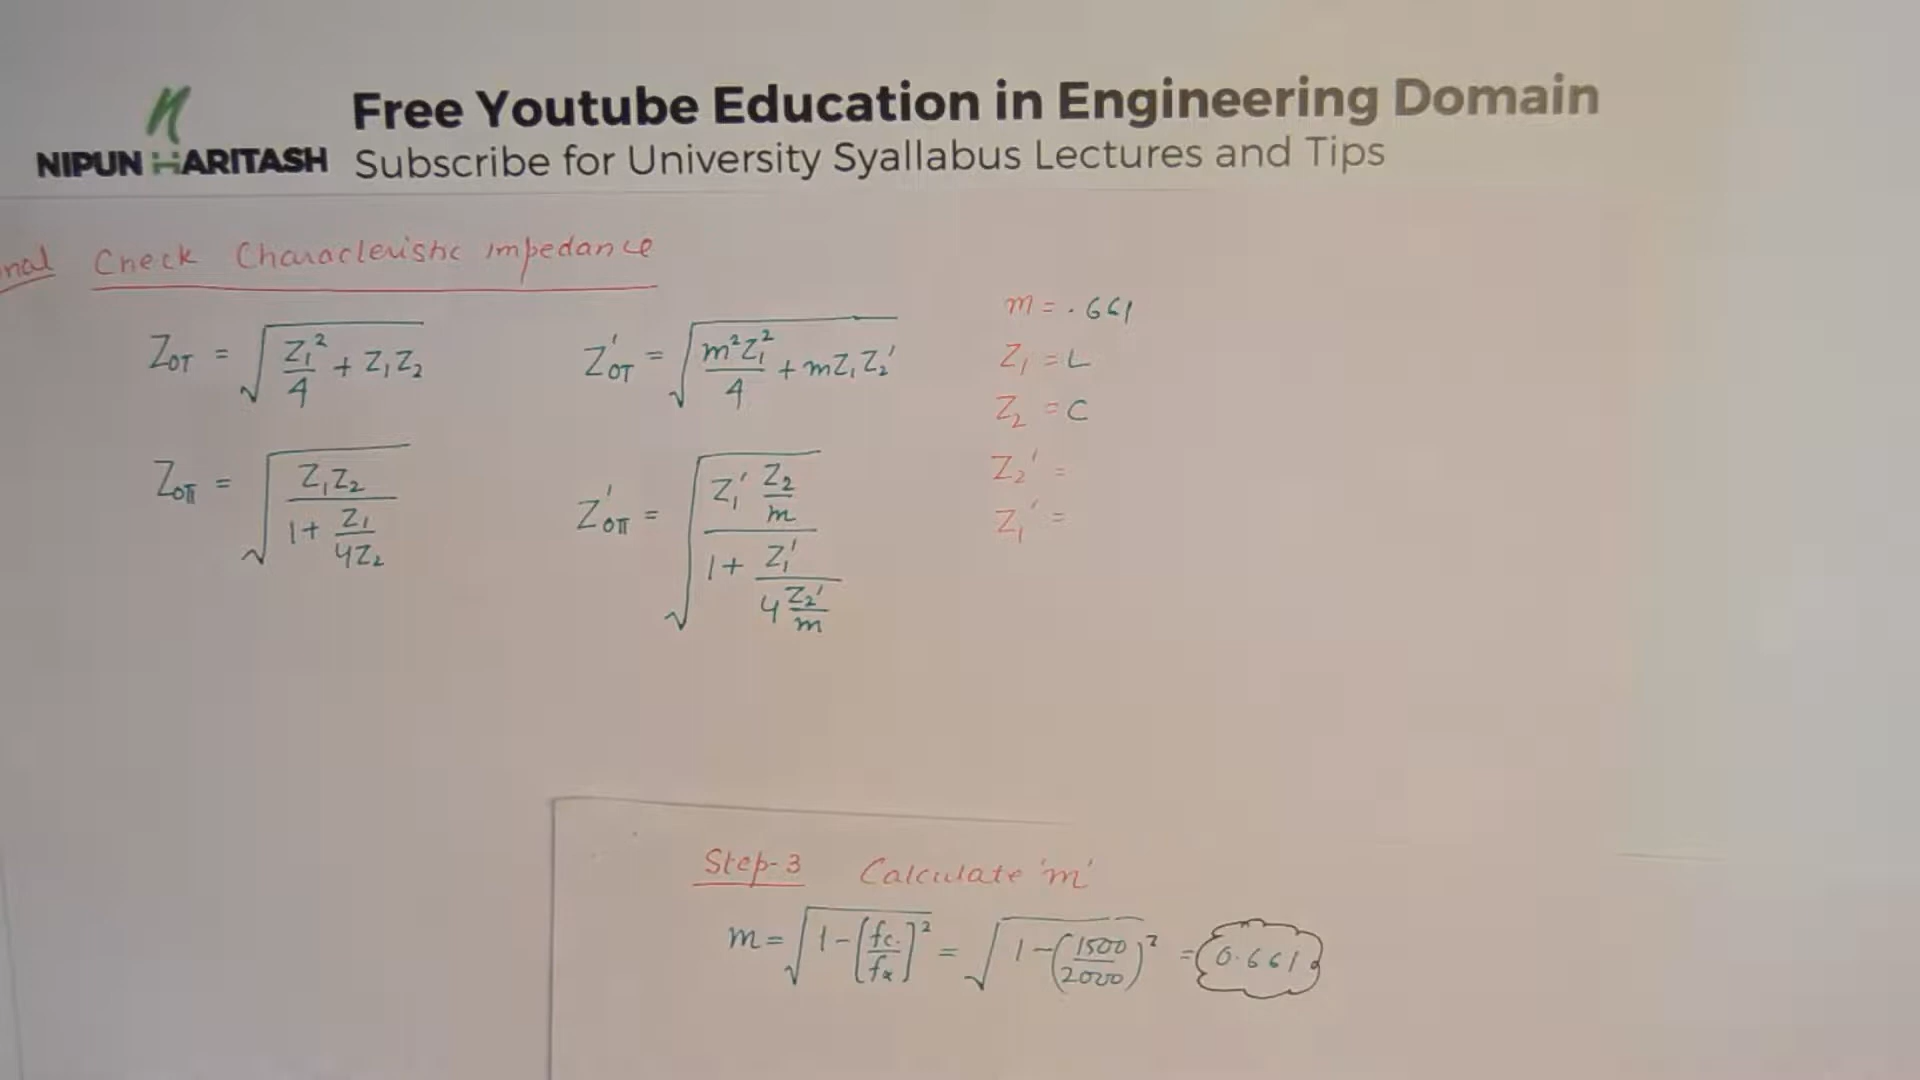 n
NIPUN HARITASH
Free Youtube Education in Engineering Domain
Subscribe for University Syallabus Lectures and Tips
nal Check Characteristic impedance
Z₀T = √(Z₁²/4 + Z₁Z₂)
Z'₀T = √(m²Z₁²/4 + mZ₁Z₂')
Z₀π = √(Z₁Z₂ / (1 + Z₁/4Z₂))
Z'₀π = √(Z₁' Z₂/m / (1 + Z₁' / (4 Z₂'/m)))
m = .661
Z₁ = L
Z₂ = C
Z₂' =
Z₁' =
Step-3 Calculate 'm'
m = √(1 - [fc./f∝]²) = √(1 - (1500/2000)²) = 0.661